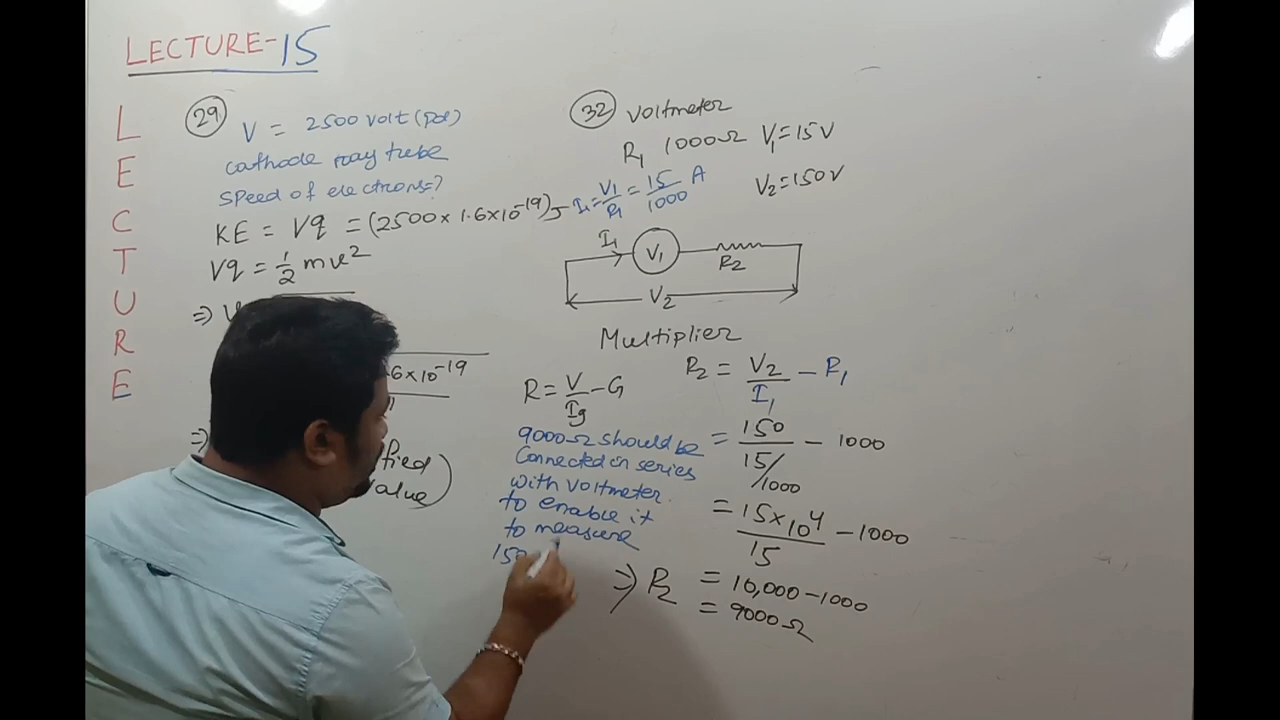 LECTURE-15
LECTURE
29 V = 2500 volt (pd)
cathode ray tube
speed of electrons=?
KE = Vq = (2500 × 1.6×10⁻¹⁹)J
Vq = ½ mv²
⇒ V
6×10⁻¹⁹
fied
alue)
32 voltmeter
R₁ 1000Ω V₁=15V
I₁ = V₁/R₁ = 15/1000 A V₂=150V
I₁ V₁ R₂
V₂
Multiplier
R = V/Ig - G
9000Ω should be
Connected in series
with voltmeter.
to enable it
to measure
150
R₂ = V₂/I₁ - R₁
= 150/(15/1000) - 1000
= 15×10⁴/15 - 1000
⇒ R₂ = 10,000-1000
= 9000Ω